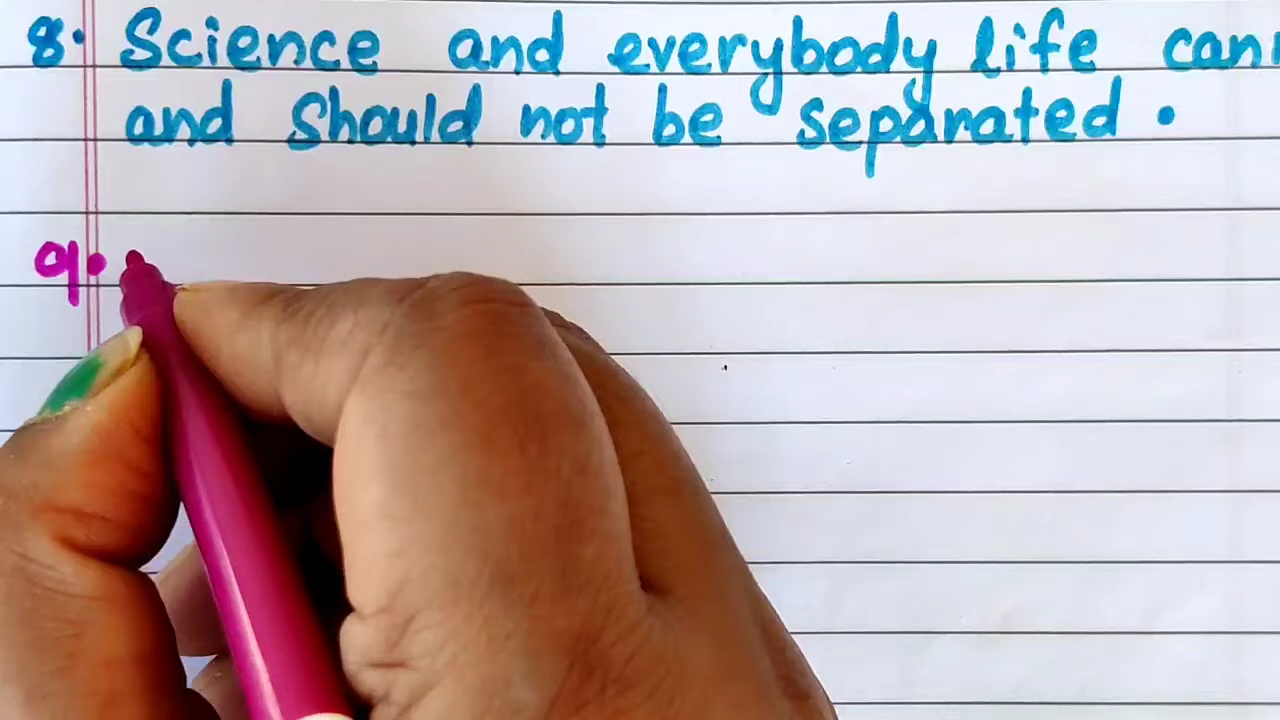 8. Science and everybody life can
and should not be separated.
9.